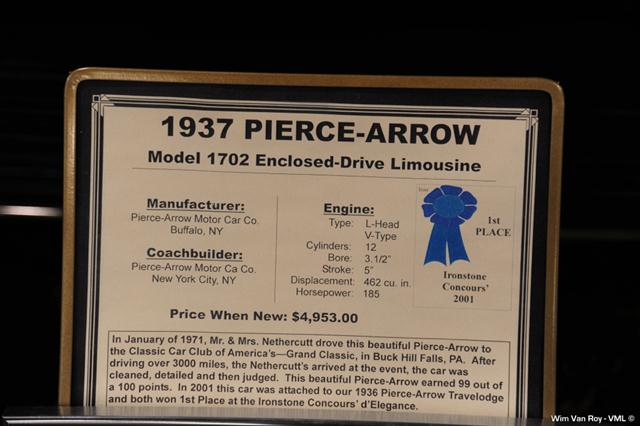 1937 PIERCE-ARROW
Model 1702 Enclosed-Drive Limousine
Manufacturer:
Pierce-Arrow Motor Car Co.
Buffalo, NY
Coachbuilder:
Pierce-Arrow Motor Ca Co.
New York City, NY
Engine:
Type: L-Head
V-Type
Cylinders: 12
Bore: 3.1/2"
Stroke: 5"
Displacement: 462 cu. in.
Horsepower: 185
1st
PLACE
Ironstone
Concours'
2001
Price When New: $4,953.00
In January of 1971, Mr. & Mrs. Nethercutt drove this beautiful Pierce-Arrow to
the Classic Car Club of America's—Grand Classic, in Buck Hill Falls, PA. After
driving over 3000 miles, the Nethercutt's arrived at the event, the car was
cleaned, detailed and then judged. This beautiful Pierce-Arrow earned 99 out of
a 100 points. In 2001 this car was attached to our 1936 Pierce-Arrow Travelodge
and both won 1st Place at the Ironstone Concours' d'Elegance.
Wim Van Roy - VML ©